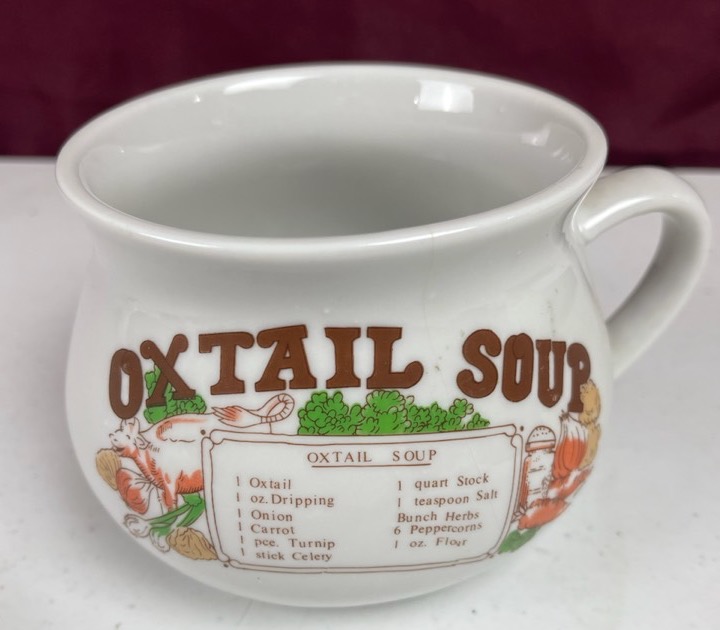 OXTAIL SOUP
OXTAIL SOUP
1 Oxtail
1 oz. Dripping
1 Onion
1 Carrot
1 pce. Turnip
1 stick Celery
1 quart Stock
1 teaspoon Salt
Bunch Herbs
6 Peppercorns
1 oz. Flour